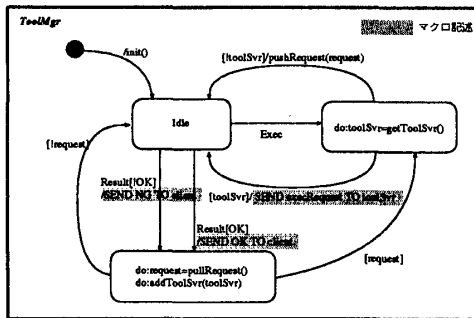 ToolMgr
マクロ記述
/init()
[!toolSvr]/pushRequest(request)
Idle
do:toolSvr=getToolSvr()
Exec
[!request]
Result[!OK]
/SEND NG TO client
[toolSvr]/SEND execRequest TO toolSvr
Result[OK]
/SEND OK TO client
[request]
do:request=pullRequest()
do:addToolSvr(toolSvr)